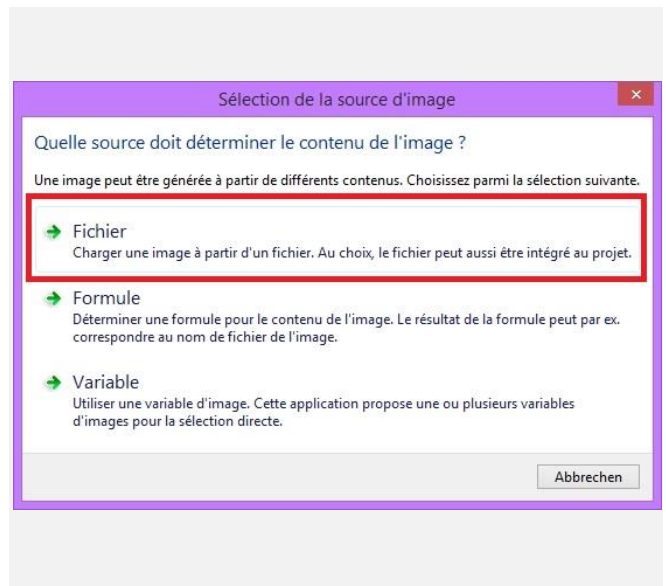 Sélection de la source d'image
Quelle source doit déterminer le contenu de l'image ?
Une image peut être générée à partir de différents contenus. Choisissez parmi la sélection suivante.
Fichier
Charger une image à partir d'un fichier. Au choix, le fichier peut aussi être intégré au projet.
Formule
Déterminer une formule pour le contenu de l'image. Le résultat de la formule peut par ex.
correspondre au nom de fichier de l'image.
Variable
Utiliser une variable d'image. Cette application propose une ou plusieurs variables
d'images pour la sélection directe.
Abbrechen